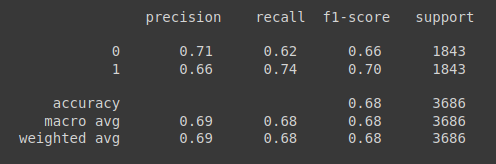 precision recall f1-score support
0 0.71 0.62 0.66 1843
1 0.66 0.74 0.70 1843
accuracy 0.68 3686
macro avg 0.69 0.68 0.68 3686
weighted avg 0.69 0.68 0.68 3686